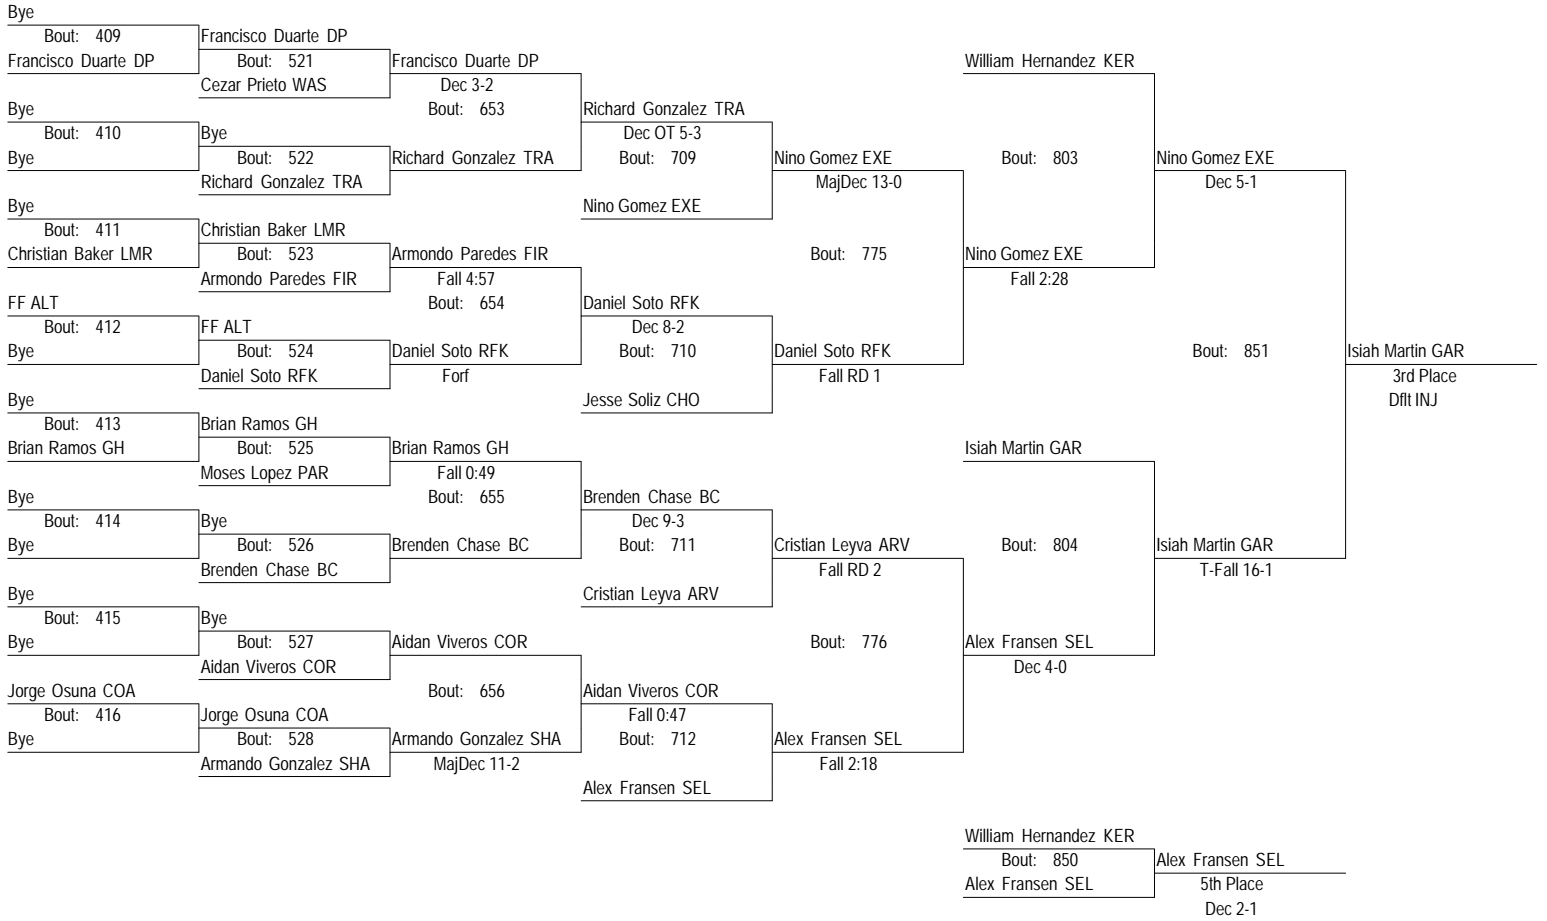 Bye
Bout: 409
Francisco Duarte DP
Bye
Bout: 410
Bye
Bye
Bout: 411
Christian Baker LMR
FF ALT
Bout: 412
Bye
Bye
Bout: 413
Brian Ramos GH
Bye
Bout: 414
Bye
Bye
Bout: 415
Bye
Jorge Osuna COA
Bout: 416
Bye
Francisco Duarte DP
Bout: 521
Cezar Prieto WAS
Bye
Bout: 522
Richard Gonzalez TRA
Christian Baker LMR
Bout: 523
Armondo Paredes FIR
FF ALT
Bout: 524
Daniel Soto RFK
Brian Ramos GH
Bout: 525
Moses Lopez PAR
Bye
Bout: 526
Brenden Chase BC
Bye
Bout: 527
Aidan Viveros COR
Jorge Osuna COA
Bout: 528
Armando Gonzalez SHA
Francisco Duarte DP
Dec 3-2
Bout: 653
Richard Gonzalez TRA
Armondo Paredes FIR
Fall 4:57
Bout: 654
Daniel Soto RFK
Forf
Brian Ramos GH
Fall 0:49
Bout: 655
Brenden Chase BC
Aidan Viveros COR
Bout: 656
Armando Gonzalez SHA
MajDec 11-2
Richard Gonzalez TRA
Dec OT 5-3
Bout: 709
Nino Gomez EXE
Daniel Soto RFK
Dec 8-2
Bout: 710
Jesse Soliz CHO
Brenden Chase BC
Dec 9-3
Bout: 711
Cristian Leyva ARV
Aidan Viveros COR
Fall 0:47
Bout: 712
Alex Fransen SEL
Nino Gomez EXE
MajDec 13-0
Bout: 775
Daniel Soto RFK
Fall RD 1
Cristian Leyva ARV
Fall RD 2
Bout: 776
Alex Fransen SEL
Fall 2:18
William Hernandez KER
Bout: 803
Nino Gomez EXE
Fall 2:28
Isiah Martin GAR
Bout: 804
Alex Fransen SEL
Dec 4-0
Nino Gomez EXE
Dec 5-1
Bout: 851
Isiah Martin GAR
T-Fall 16-1
Isiah Martin GAR
3rd Place
Dflt INJ
William Hernandez KER
Bout: 850
Alex Fransen SEL
Alex Fransen SEL
5th Place
Dec 2-1